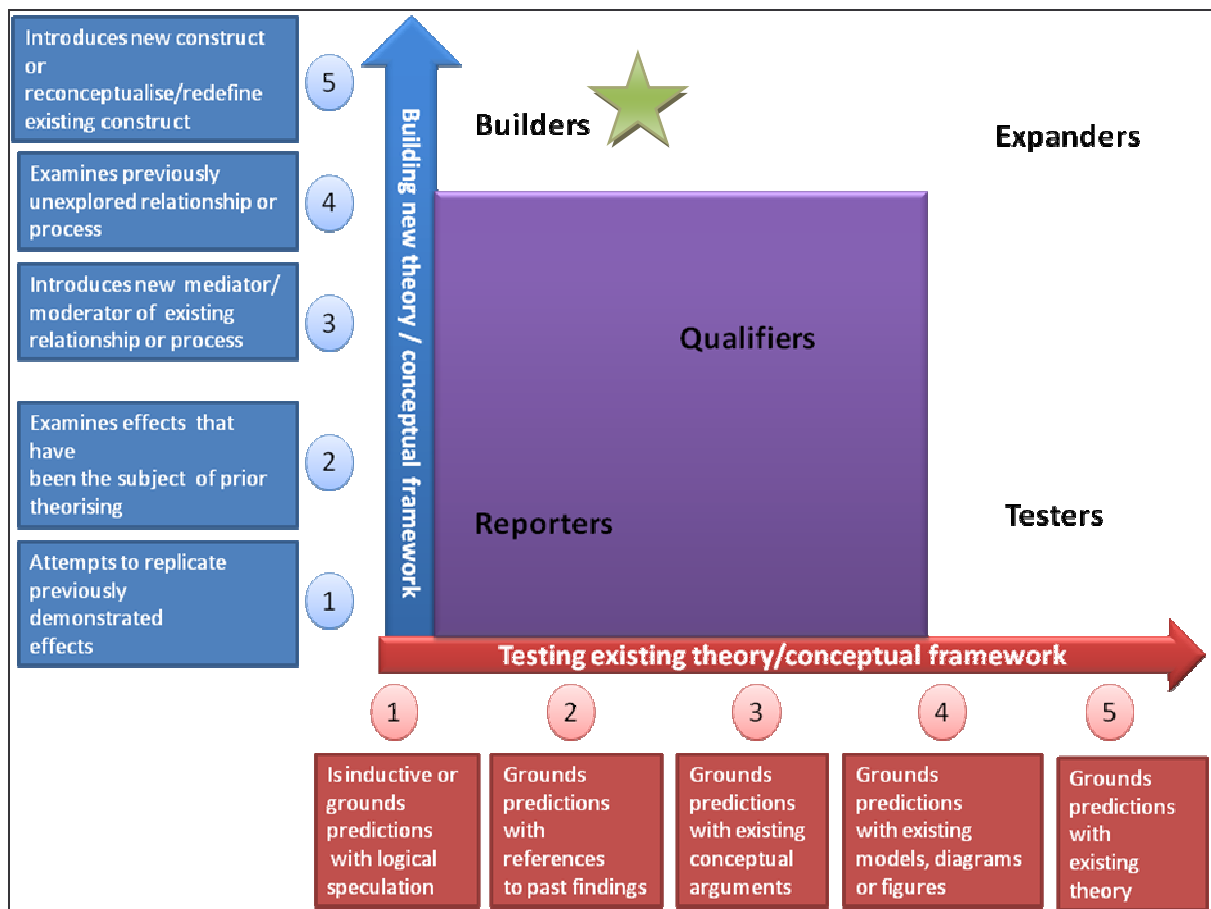 Introduces new construct
or
reconceptualise/redefine
existing construct
5
Examines previously
unexplored relationship or
process
4
Introduces new mediator/
moderator of existing
relationship or process
3
Examines effects that
have
been the subject of prior
theorising
2
Attempts to replicate
previously
demonstrated
effects
1
Building new theory / conceptual framework
Builders
Expanders
Qualifiers
Reporters
Testers
Testing existing theory/conceptual framework
1
2
3
4
5
Is inductive or
grounds
predictions
with logical
speculation
Grounds
predictions
with
references
to past findings
Grounds
predictions
with existing
conceptual
arguments
Grounds
predictions
with existing
models, diagrams
or figures
Grounds
predictions
with
existing
theory